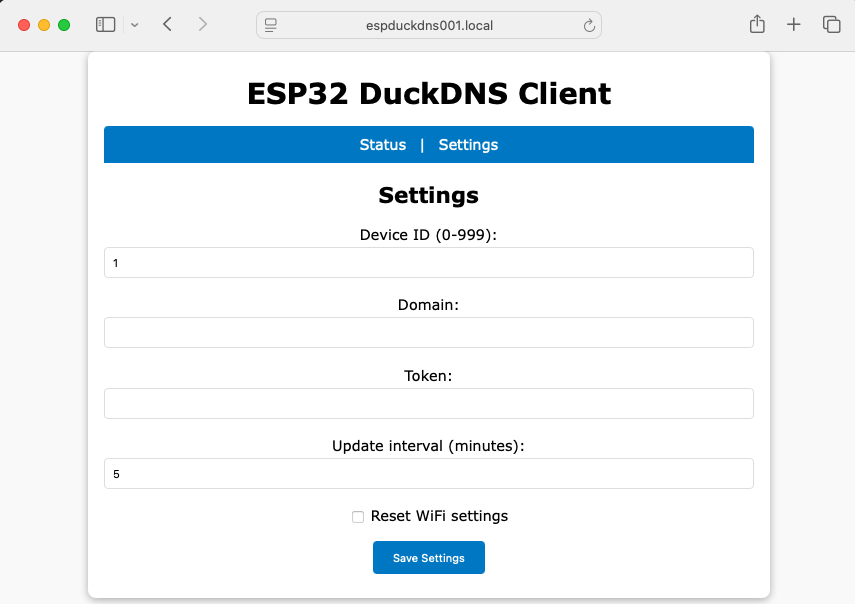 espduckdns001.local
ESP32 DuckDNS Client
Status | Settings
Settings
Device ID (0-999):
1
Domain:
Token:
Update interval (minutes):
5
Reset WiFi settings
Save Settings